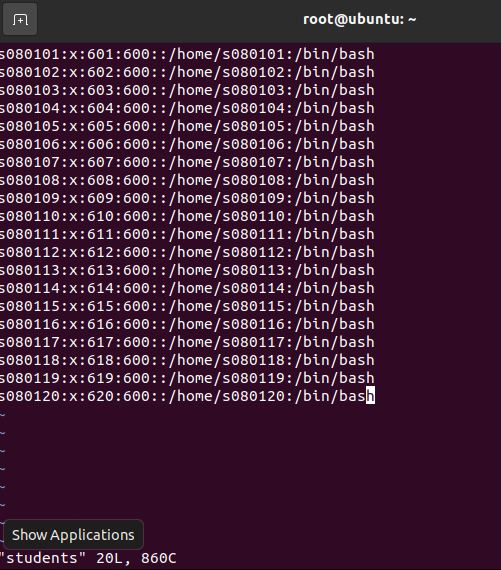 root@ubuntu: ~
s080101:x:601:600::/home/s080101:/bin/bash
s080102:x:602:600::/home/s080102:/bin/bash
s080103:x:603:600::/home/s080103:/bin/bash
s080104:x:604:600::/home/s080104:/bin/bash
s080105:x:605:600::/home/s080105:/bin/bash
s080106:x:606:600::/home/s080106:/bin/bash
s080107:x:607:600::/home/s080107:/bin/bash
s080108:x:608:600::/home/s080108:/bin/bash
s080109:x:609:600::/home/s080109:/bin/bash
s080110:x:610:600::/home/s080110:/bin/bash
s080111:x:611:600::/home/s080111:/bin/bash
s080112:x:612:600::/home/s080112:/bin/bash
s080113:x:613:600::/home/s080113:/bin/bash
s080114:x:614:600::/home/s080114:/bin/bash
s080115:x:615:600::/home/s080115:/bin/bash
s080116:x:616:600::/home/s080116:/bin/bash
s080117:x:617:600::/home/s080117:/bin/bash
s080118:x:618:600::/home/s080118:/bin/bash
s080119:x:619:600::/home/s080119:/bin/bash
s080120:x:620:600::/home/s080120:/bin/bash
~
~
~
~
~
~
~
~
Show Applications
"students" 20L, 860C